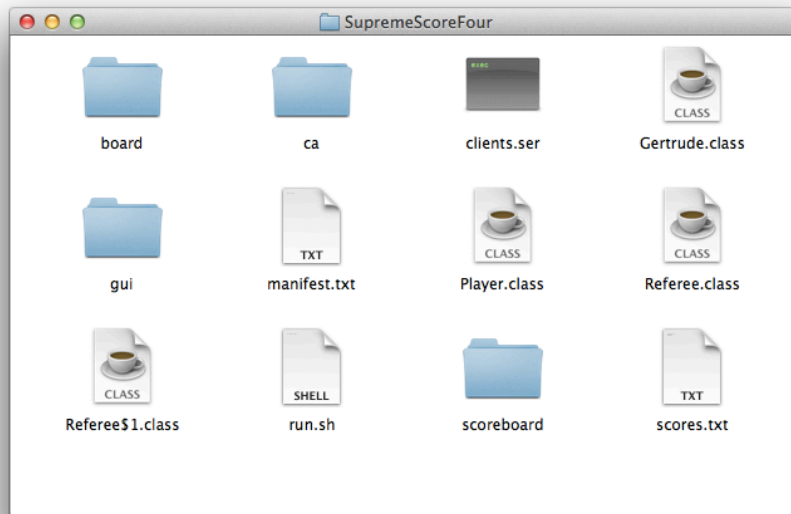 SupremeScoreFour
exec
CLASS
board
ca
clients.ser
Gertrude.class
TXT
CLASS
CLASS
gui
manifest.txt
Player.class
Referee.class
CLASS
SHELL
TXT
Referee$1.class
run.sh
scoreboard
scores.txt